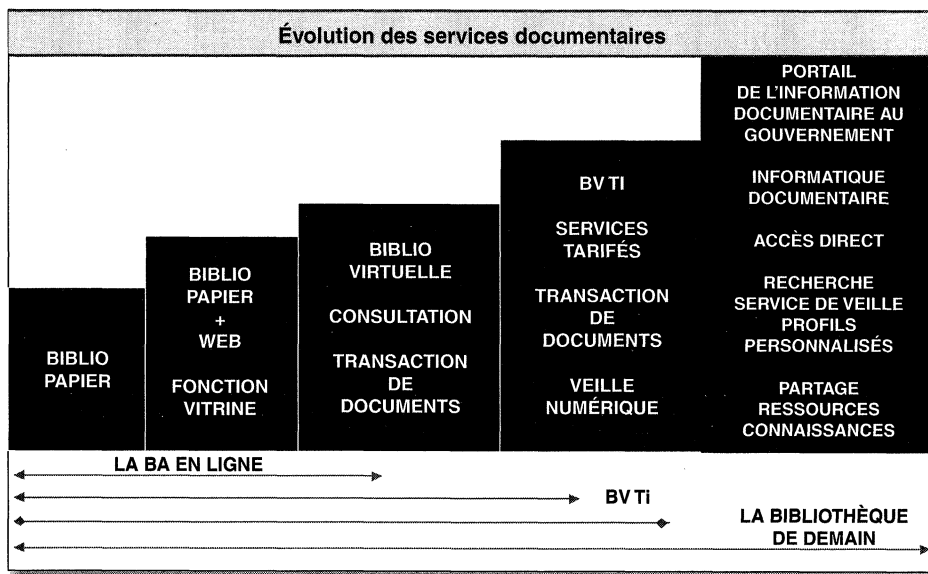 Évolution des services documentaires
BIBLIO
PAPIER
BIBLIO
PAPIER
+
WEB
FONCTION
VITRINE
BIBLIO
VIRTUELLE
CONSULTATION
TRANSACTION
DE
DOCUMENTS
BV TI
SERVICES
TARIFÉS
TRANSACTION
DE
DOCUMENTS
VEILLE
NUMÉRIQUE
PORTAIL
DE L'INFORMATION
DOCUMENTAIRE AU
GOUVERNEMENT
INFORMATIQUE
DOCUMENTAIRE
ACCÈS DIRECT
RECHERCHE
SERVICE DE VEILLE
PROFILS
PERSONNALISÉS
PARTAGE
RESSOURCES
CONNAISSANCES
LA BA EN LIGNE
BV Ti
LA BIBLIOTHÈQUE
DE DEMAIN